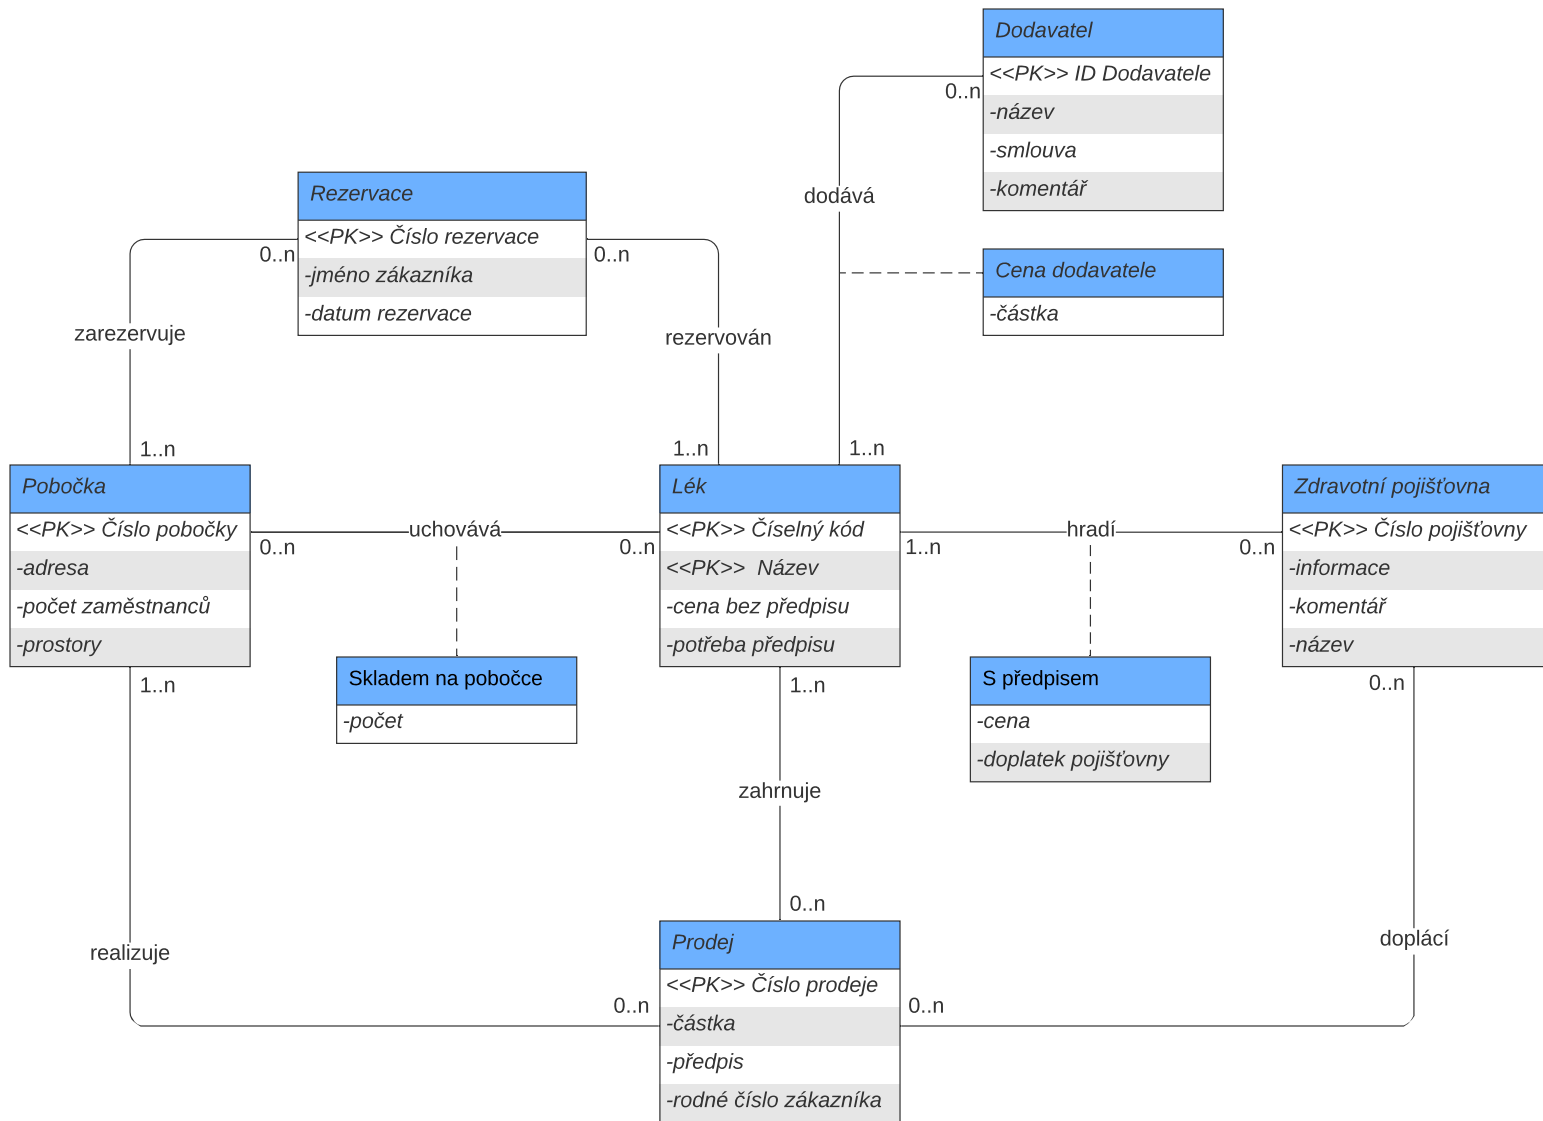 Dodavatel
<<PK>> ID Dodavatele
-název
-smlouva
-komentář
0..n
dodává
1..n
Cena dodavatele
-částka
Rezervace
<<PK>> Číslo rezervace
-jméno zákazníka
-datum rezervace
0..n
0..n
zarezervuje
rezervován
1..n
1..n
Pobočka
<<PK>> Číslo pobočky
-adresa
-počet zaměstnanců
-prostory
0..n
uchovává
0..n
Skladem na pobočce
-počet
Lék
<<PK>> Číselný kód
<<PK>>  Název
-cena bez předpisu
-potřeba předpisu
1..n
hradí
0..n
S předpisem
-cena
-doplatek pojišťovny
Zdravotní pojišťovna
<<PK>> Číslo pojišťovny
-informace
-komentář
-název
1..n
realizuje
0..n
1..n
zahrnuje
0..n
0..n
doplácí
0..n
Prodej
<<PK>> Číslo prodeje
-částka
-předpis
-rodné číslo zákazníka